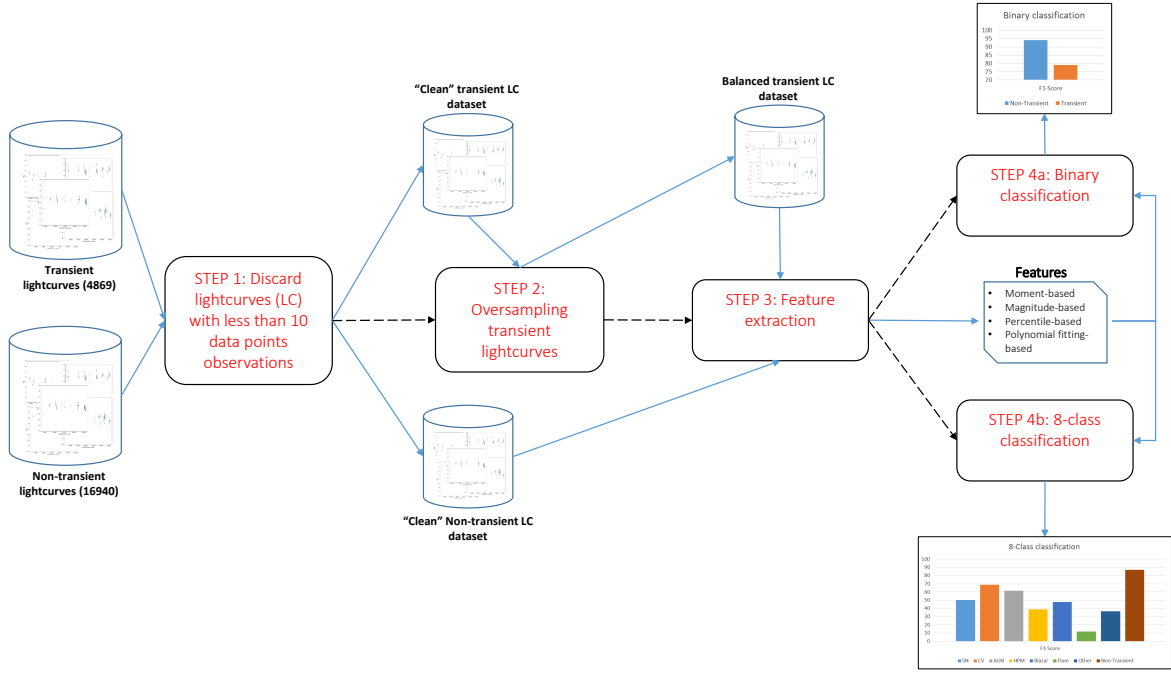 Transient
lightcurves (4869)
Non-transient
lightcurves (16940)
STEP 1: Discard
lightcurves (LC)
with less than 10
data points
observations
“Clean” transient LC
dataset
STEP 2:
Oversampling
transient
lightcurves
“Clean” Non-transient LC
dataset
Balanced transient LC
dataset
STEP 3: Feature
extraction
Binary classification
100
95
90
85
80
75
70
F1-Score
Non-Transient Transient
STEP 4a: Binary
classification
Features
• Moment-based
• Magnitude-based
• Percentile-based
• Polynomial fitting-
based
STEP 4b: 8-class
classification
8-Class classification
100
90
80
70
60
50
40
30
20
10
0
F1-Score
SN CV AGN HPM Blazar Flare Other Non-Transient